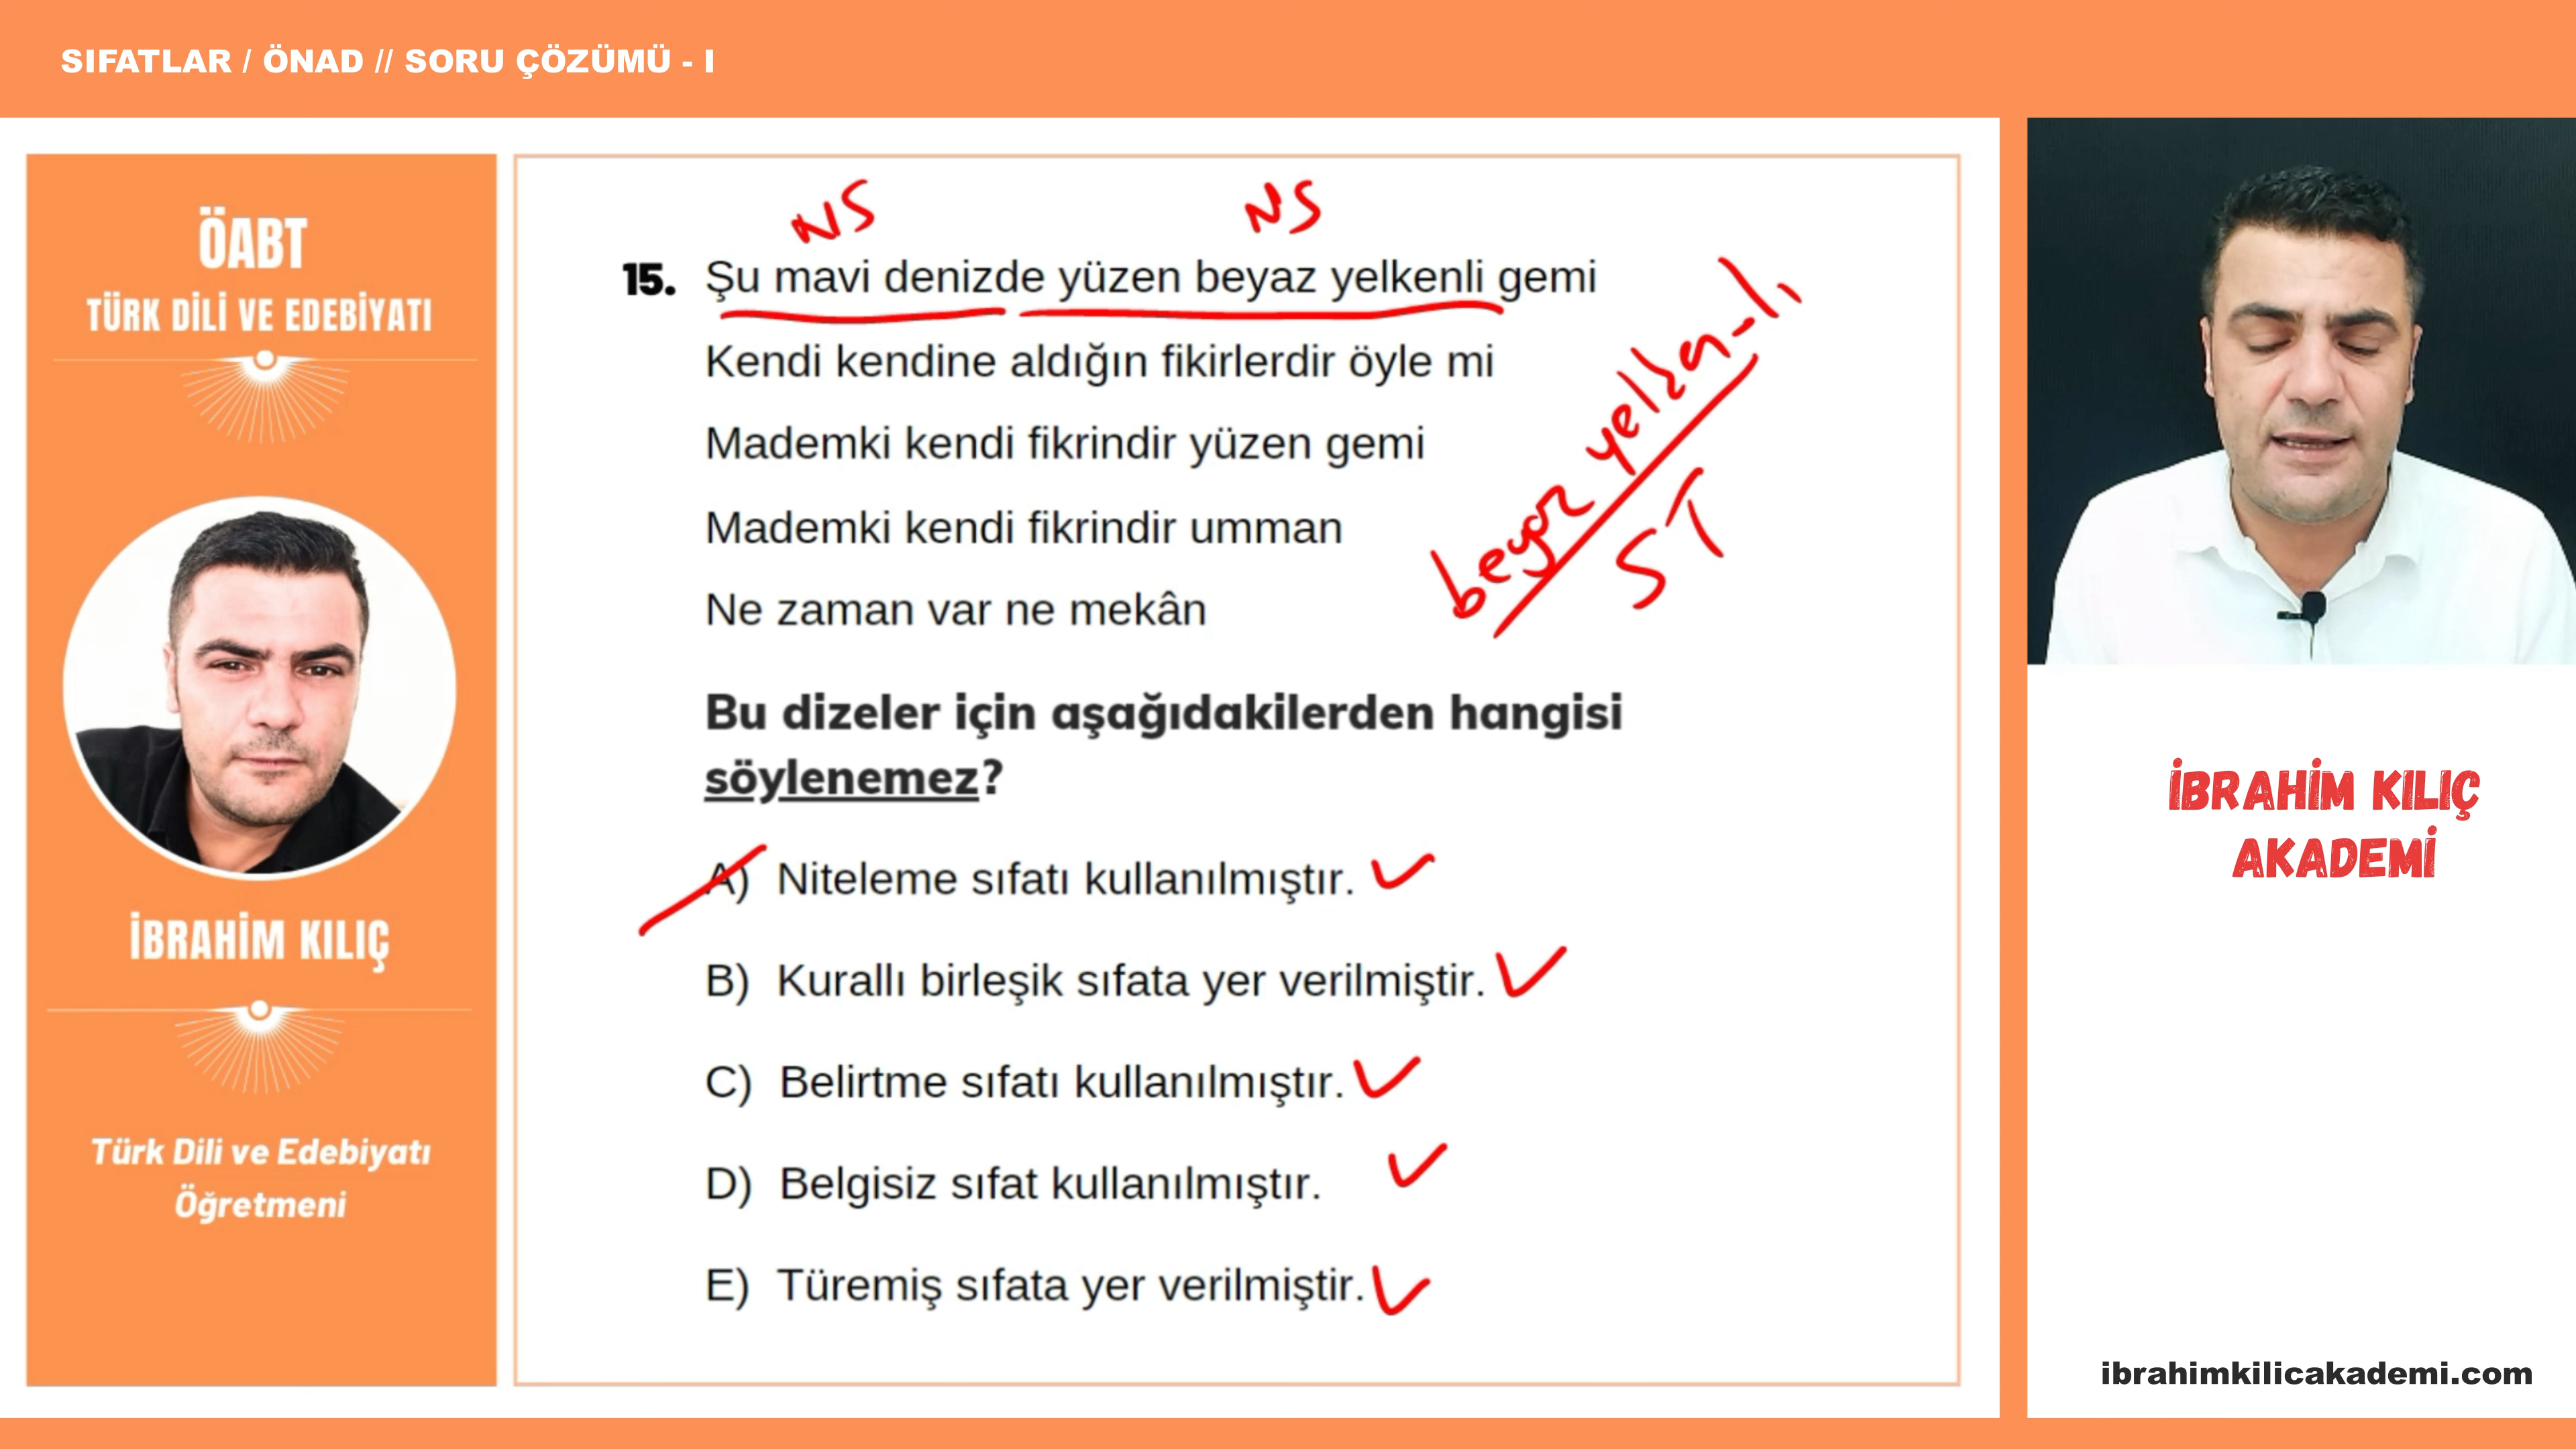 SIFATLAR / ÖNAD // SORU ÇÖZÜMÜ - I
ÖABT
TÜRK DİLİ VE EDEBİYATI
İBRAHİM KILIÇ
Türk Dili ve Edebiyatı
Öğretmeni
NS NS
15. Şu mavi denizde yüzen beyaz yelkenli gemi
Kendi kendine aldığın fikirlerdir öyle mi
Mademki kendi fikrindir yüzen gemi
Mademki kendi fikrindir umman
Ne zaman var ne mekân
beyaz yelken-li
ST
Bu dizeler için aşağıdakilerden hangisi
söylenemez?
A) Niteleme sıfatı kullanılmıştır.
B) Kurallı birleşik sıfata yer verilmiştir.
C) Belirtme sıfatı kullanılmıştır.
D) Belgisiz sıfat kullanılmıştır.
E) Türemiş sıfata yer verilmiştir.
İBRAHİM KILIÇ
AKADEMİ
ibrahimkilicakademi.com